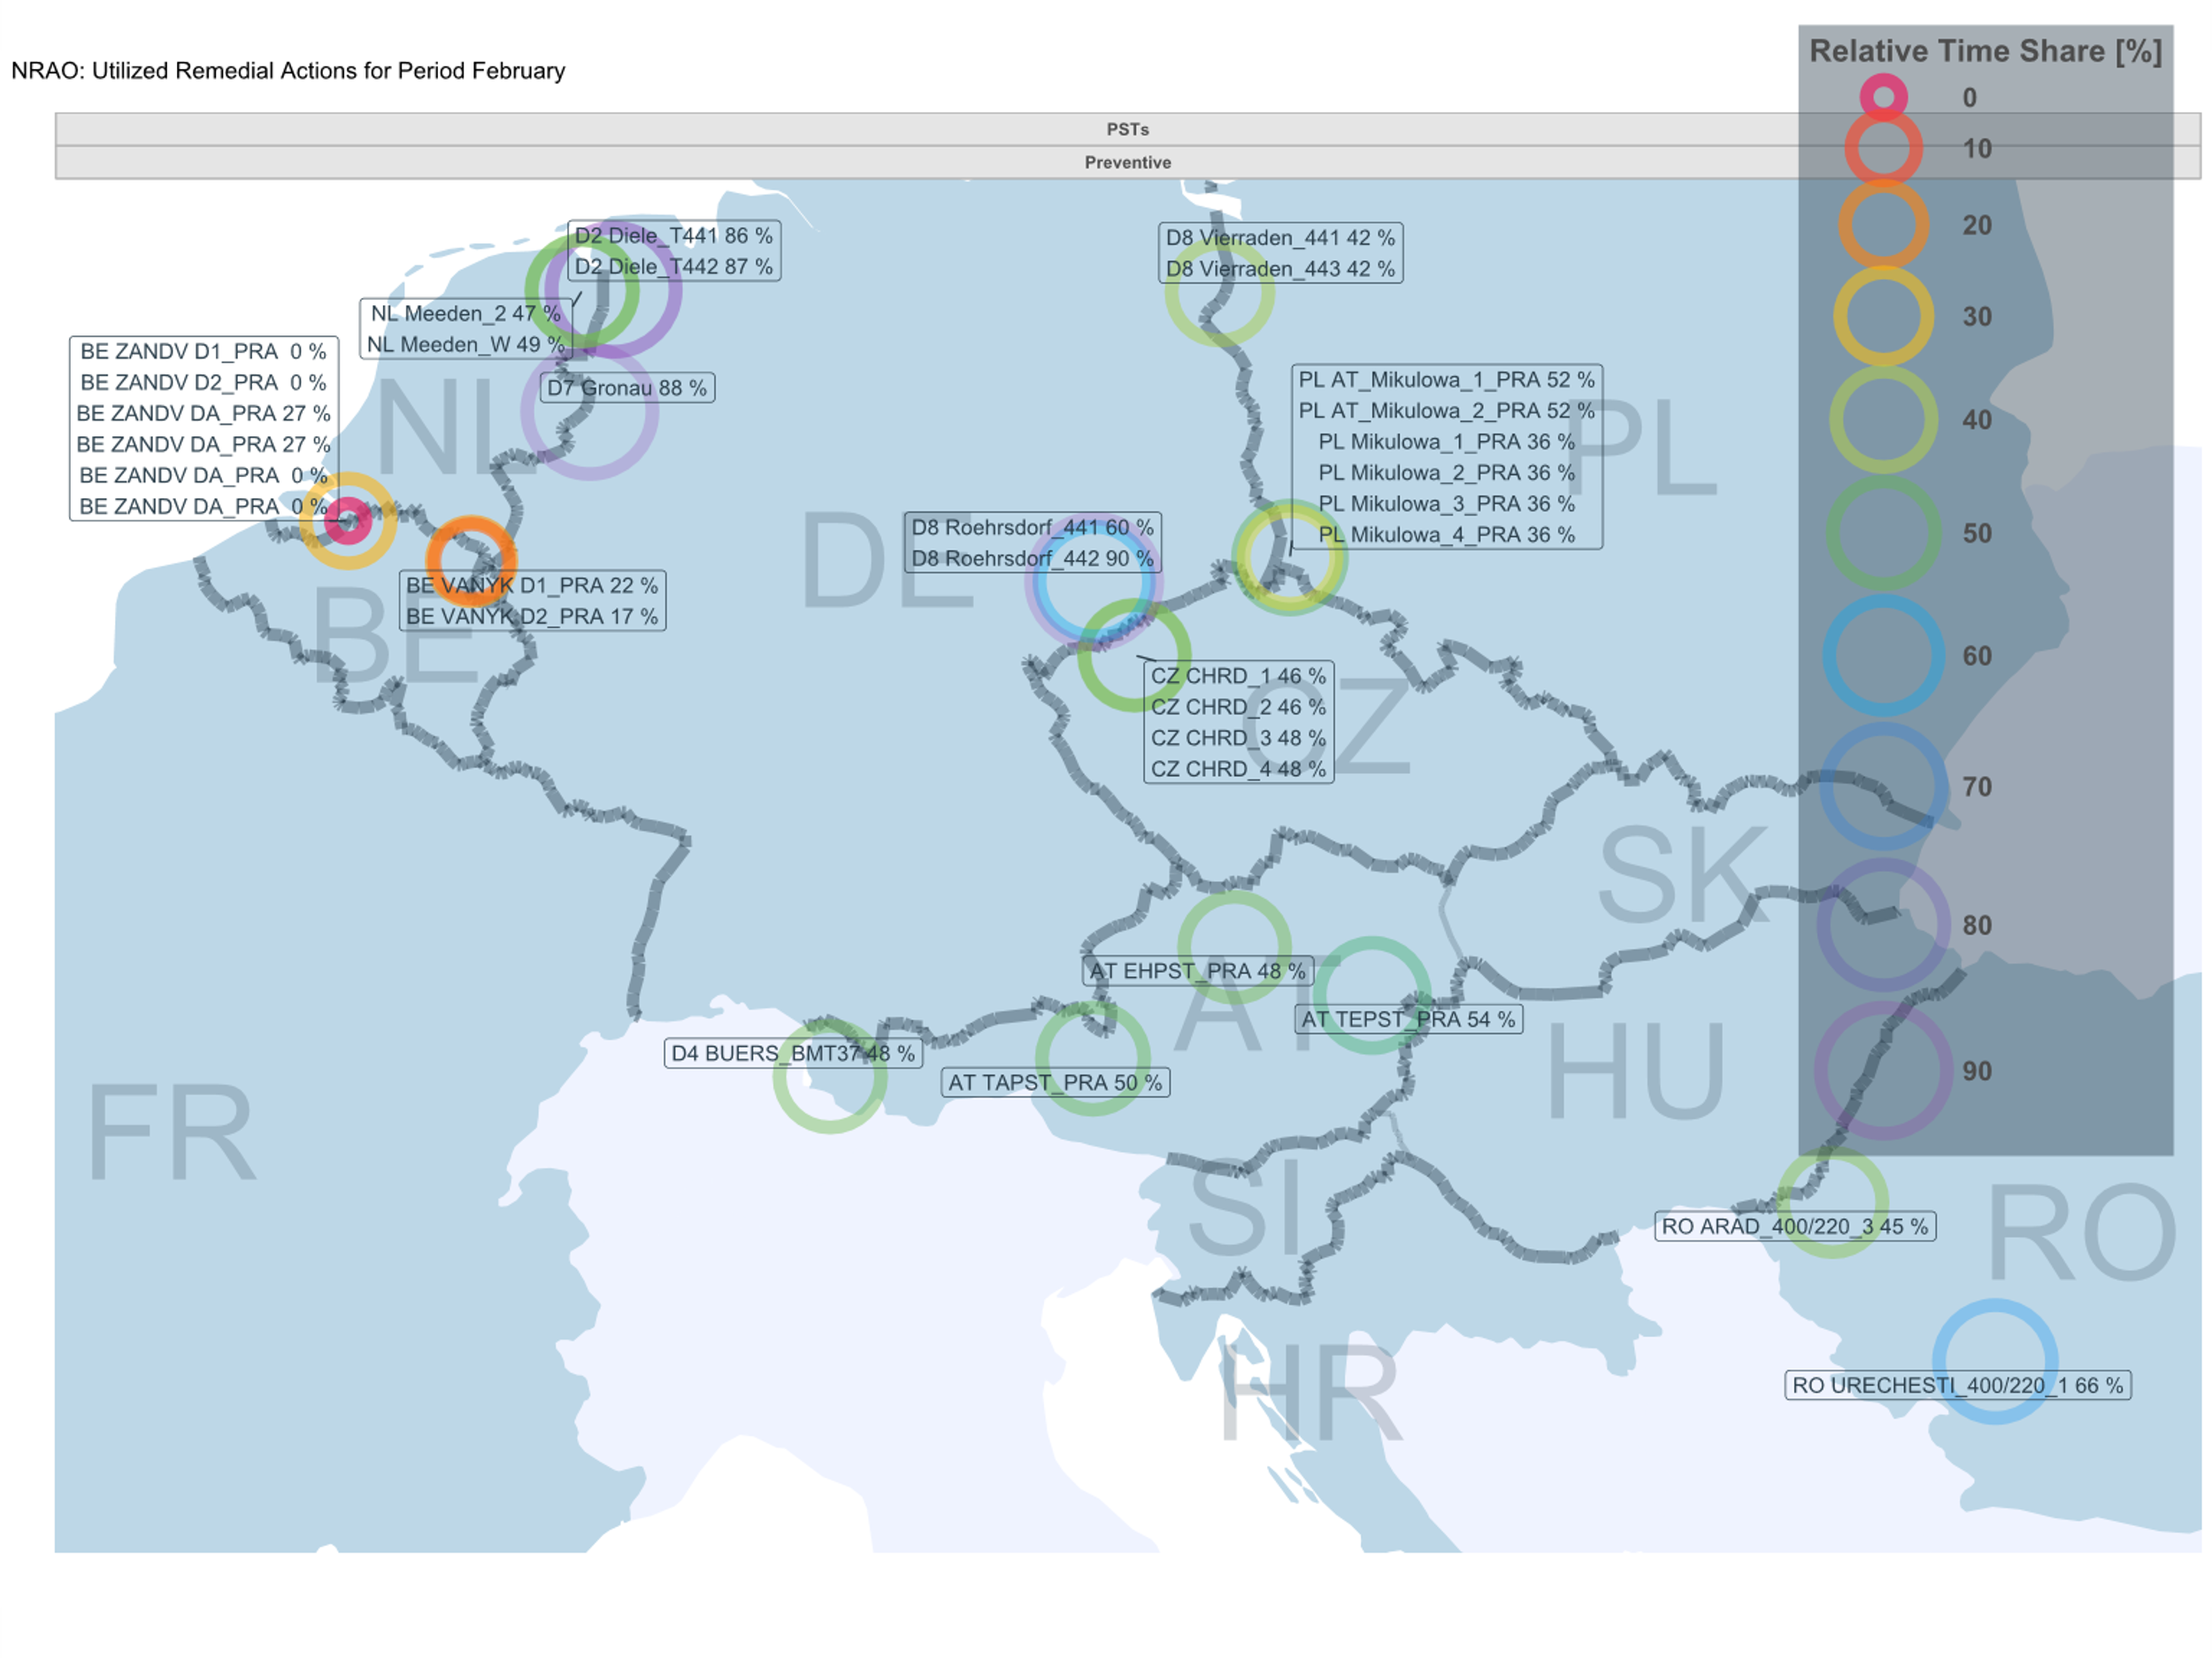 Relative Time Share [%]
NRAO: Utilized Remedial Actions for Period February
0
PSTs
10
Preventive
20
30
40
50
60
70
80
90
D2 Diele_T441 86 %
D2 Diele_T442 87 %
D8 Vierraden_441 42 %
D8 Vierraden_443 42 %
NL Meeden_2 47 %
NL Meeden_W 49 %
BE ZANDV D1_PRA 0 %
BE ZANDV D2_PRA 0 %
BE ZANDV DA_PRA 27 %
BE ZANDV DA_PRA 27 %
BE ZANDV DA_PRA 0 %
BE ZANDV DA_PRA 0 %
D7 Gronau 88 %
NL
PL AT_Mikulowa_1_PRA 52 %
PL AT_Mikulowa_2_PRA 52 %
PL Mikulowa_1_PRA 36 %
PL Mikulowa_2_PRA 36 %
PL Mikulowa_3_PRA 36 %
PL Mikulowa_4_PRA 36 %
PL
D8 Roehrsdorf_441 60 %
D8 Roehrsdorf_442 90 %
DE
BE VANYK D1_PRA 22 %
BE VANYK D2_PRA 17 %
BE
CZ CHRD_1 46 %
CZ CHRD_2 46 %
CZ CHRD_3 48 %
CZ CHRD_4 48 %
CZ
SK
AT EHPST_PRA 48 %
AT
AT TEPST_PRA 54 %
D4 BUERS_BMT37 48 %
AT TAPST_PRA 50 %
HU
FR
SI
RO ARAD_400/220_3 45 %
RO
HR
RO URECHESTI_400/220_1 66 %